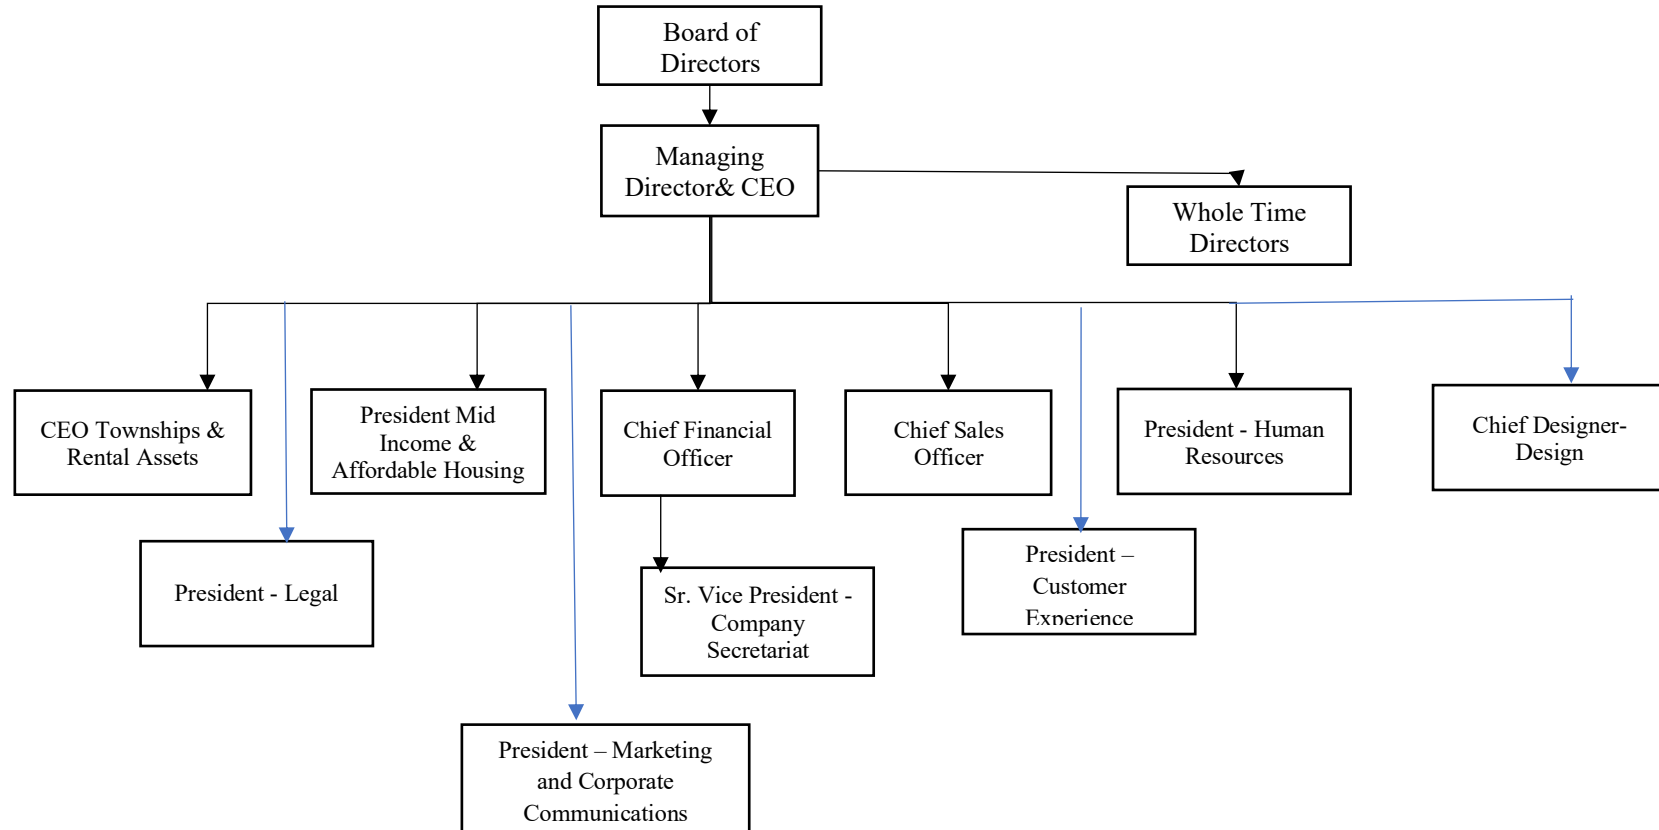 Board of
Directors
Managing
Director& CEO
Whole Time
Directors
CEO Townships &
Rental Assets
President Mid
Income &
Affordable Housing
Chief Financial
Officer
Chief Sales
Officer
President - Human
Resources
Chief Designer-
Design
President - Legal
Sr. Vice President -
Company
Secretariat
President –
Customer
Experience
President – Marketing
and Corporate
Communications